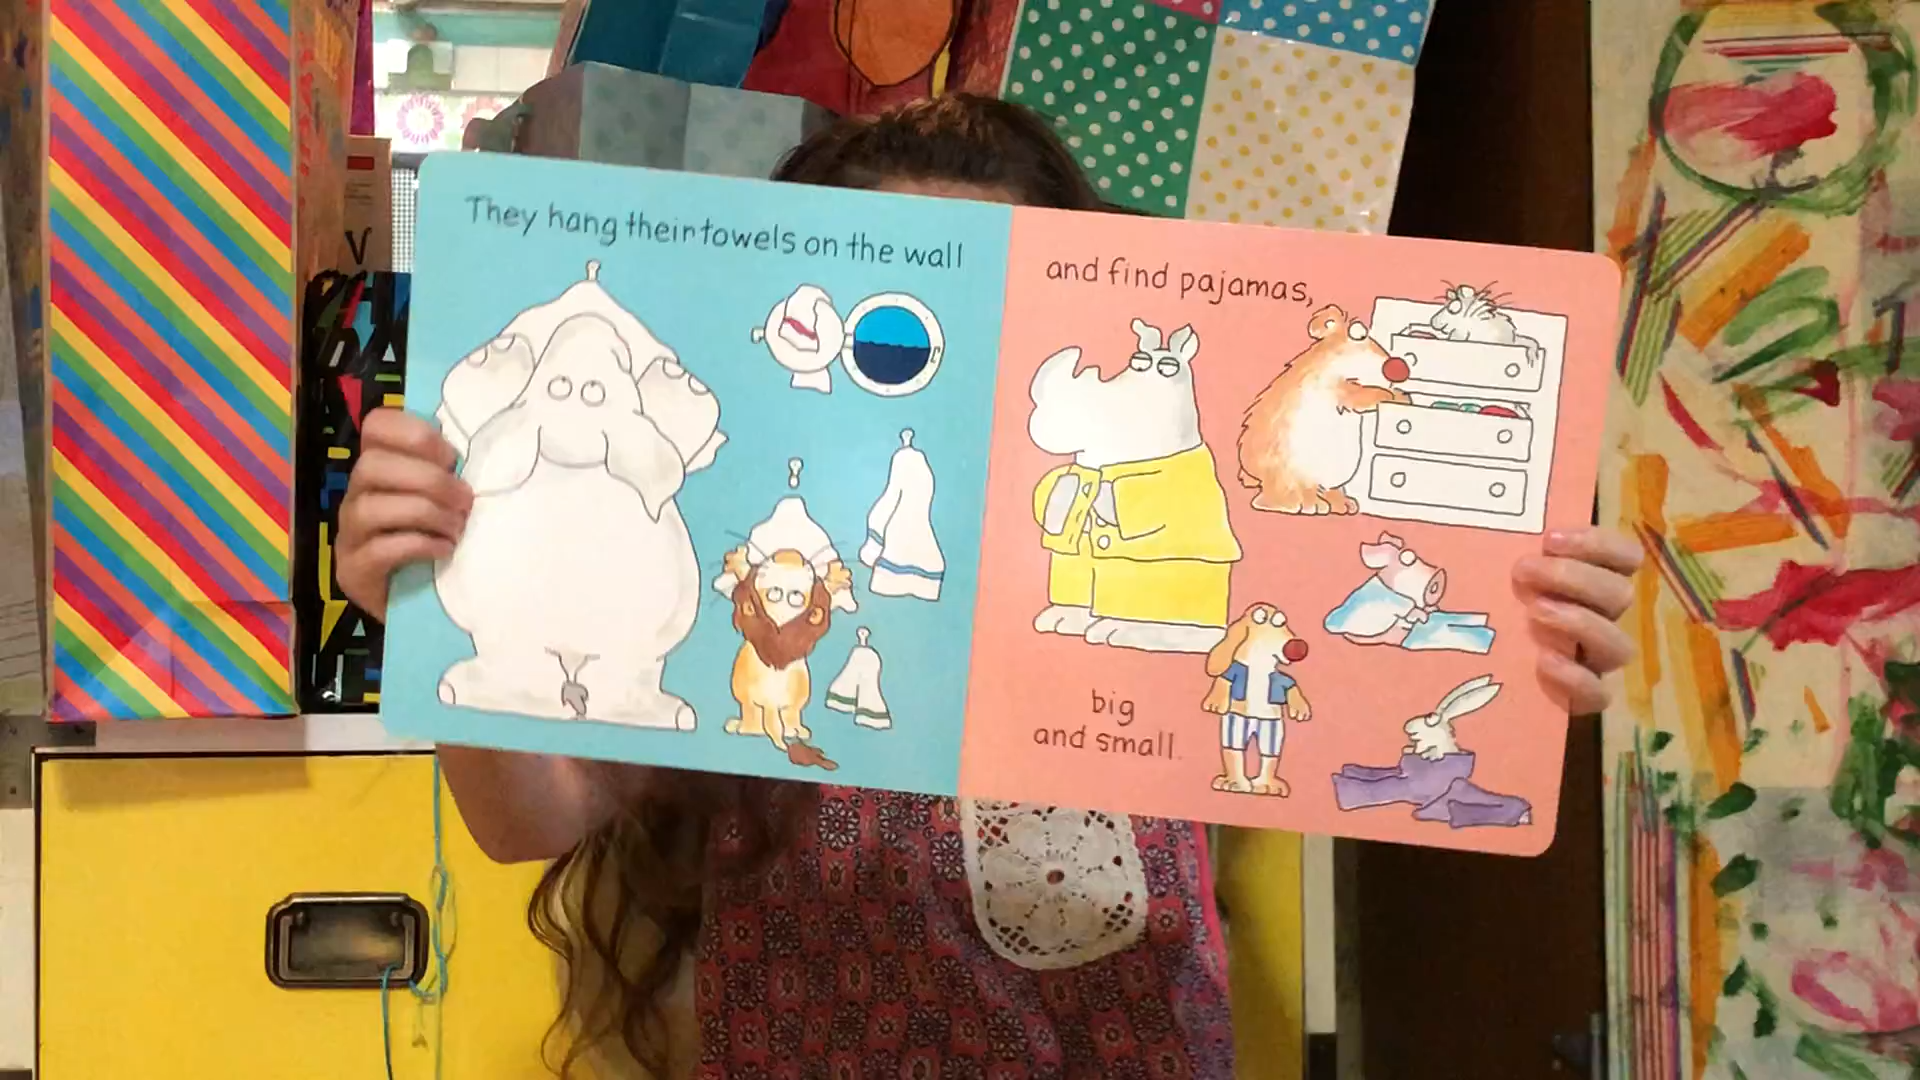 They hang their towels on the wall
and find pajamas,
big
and small.